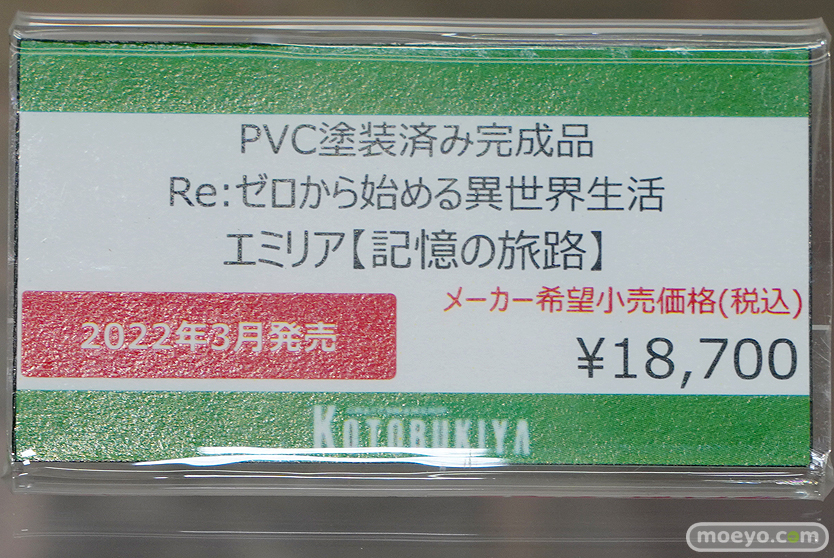 PVC塗装済み完成品
Re:ゼロから始める異世界生活
エミリア【記憶の旅路】
メーカー希望小売価格(税込)
2022年3月発売
¥18,700
KOTOBUKIYA
moeyo.com